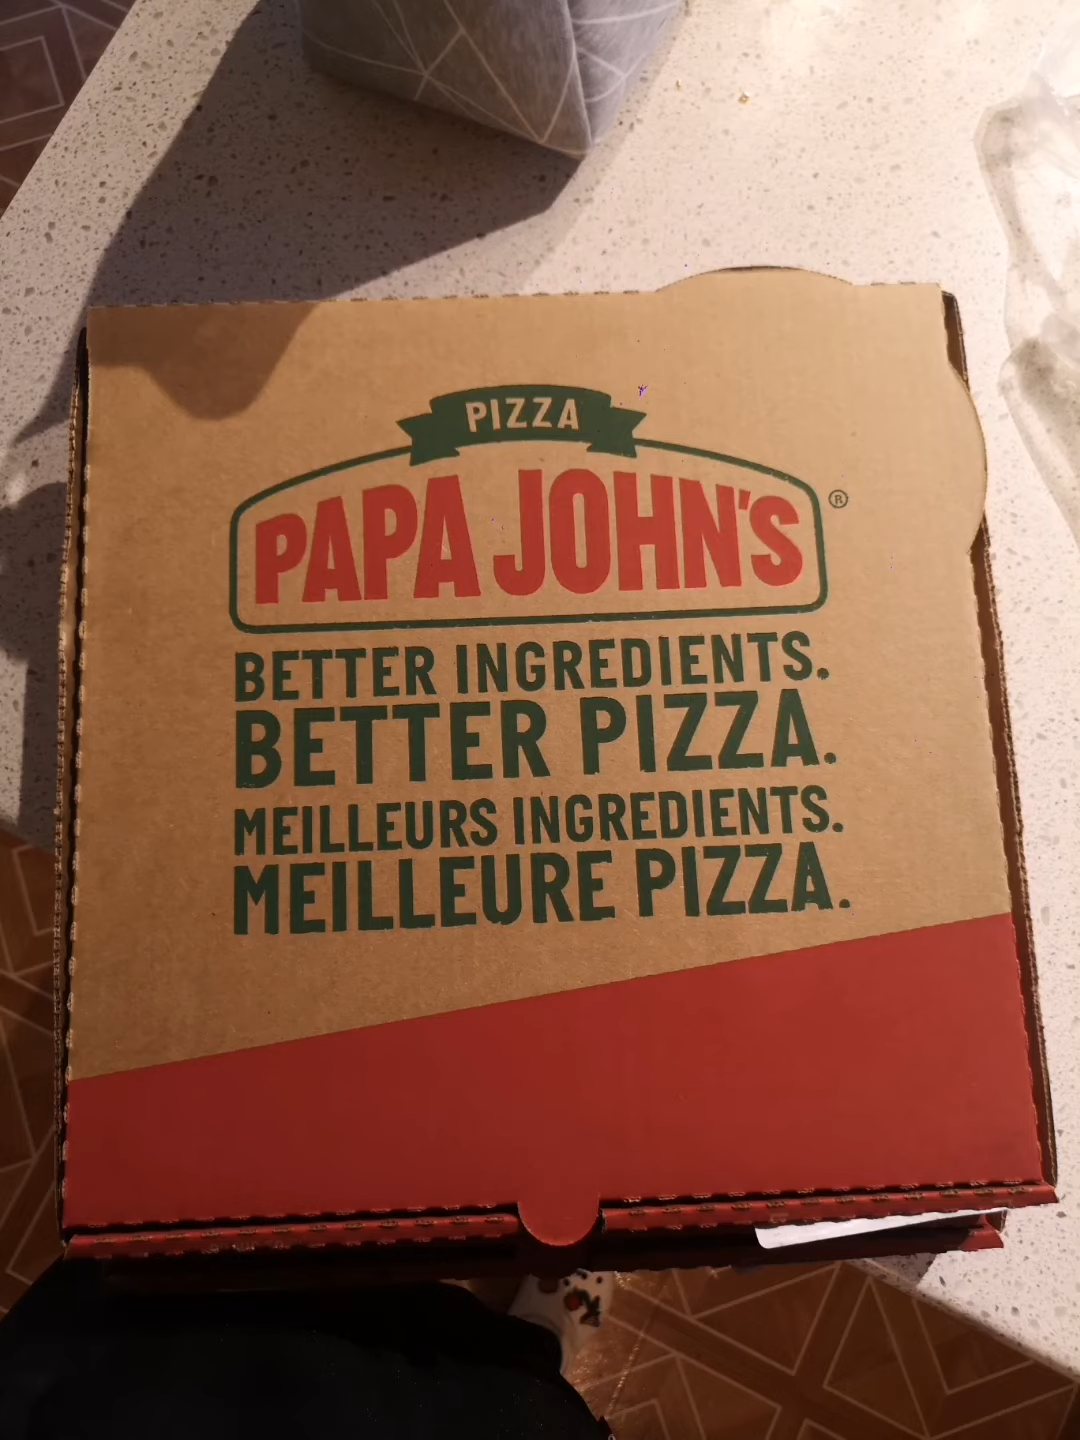 PIZZA
PAPA JOHN'S ®
BETTER INGREDIENTS.
BETTER PIZZA.
MEILLEURS INGREDIENTS.
MEILLEURE PIZZA.